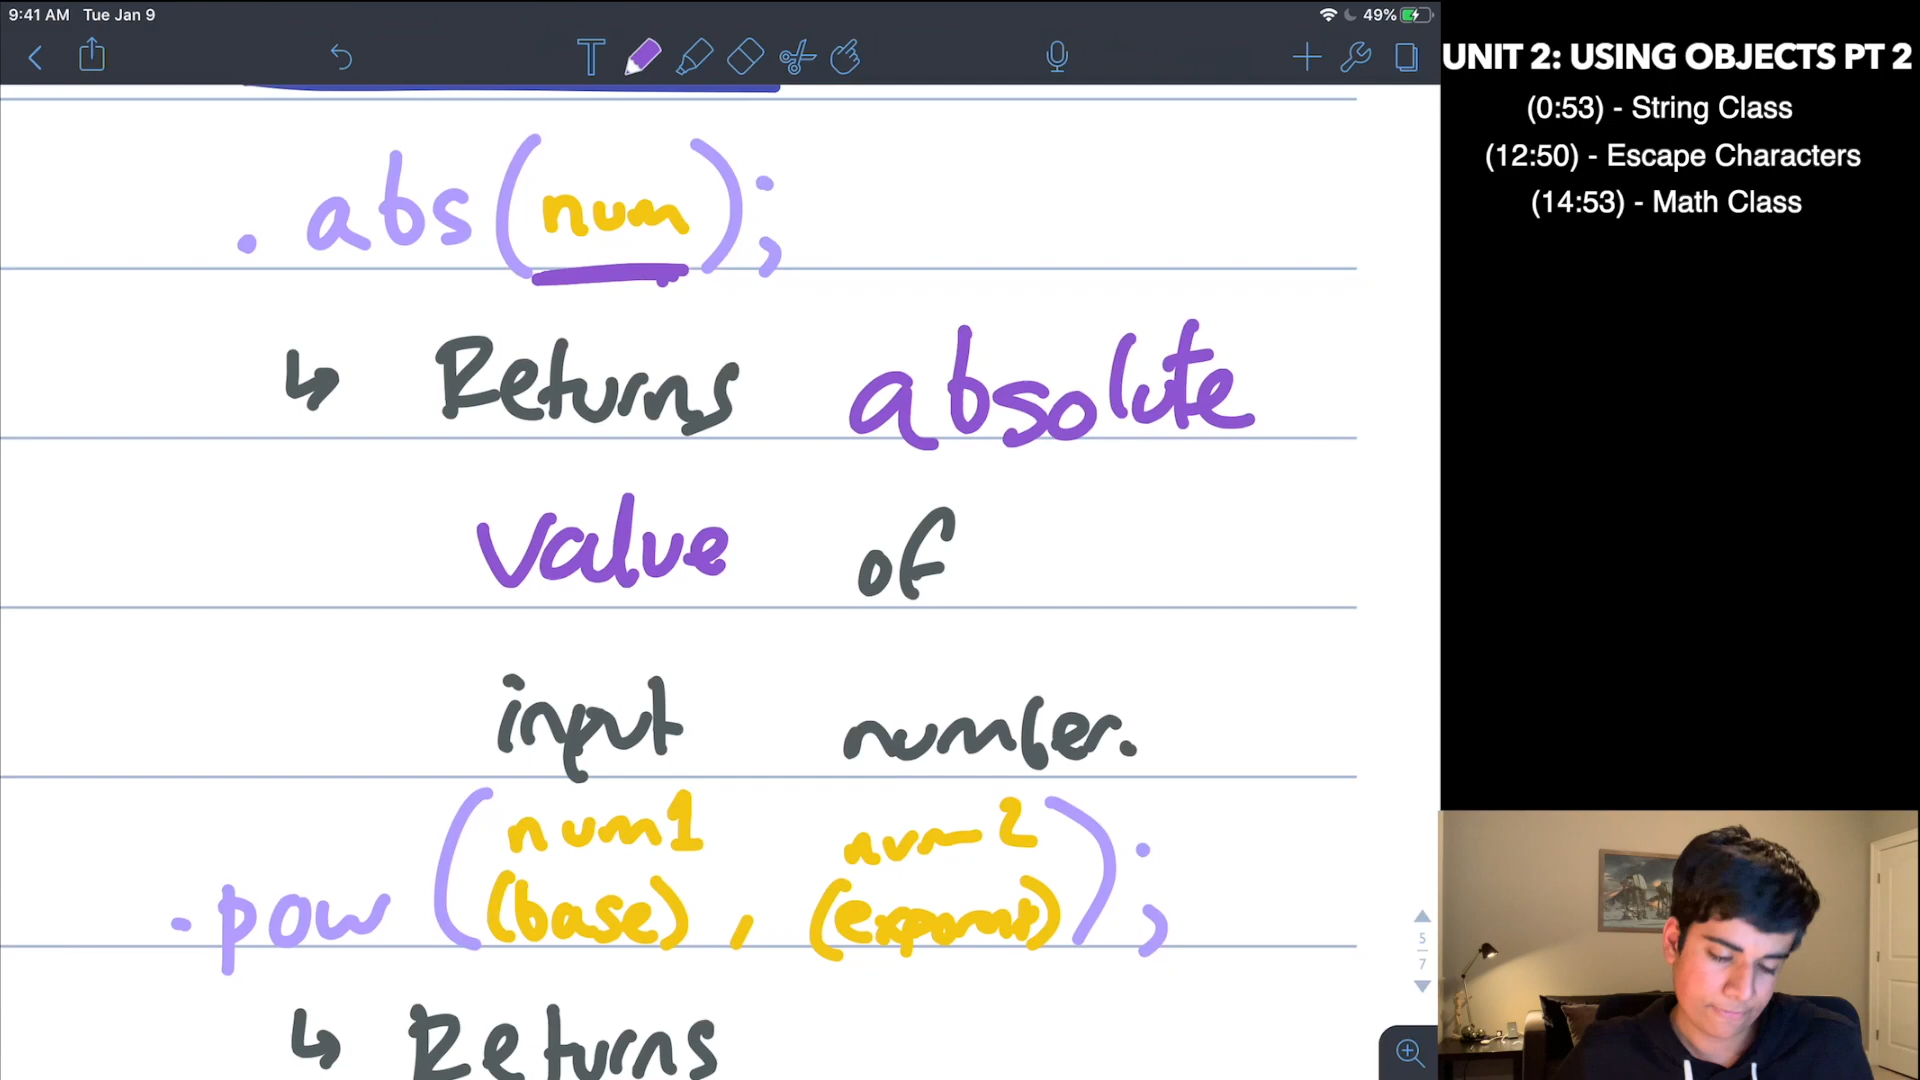 9:41 AM Tue Jan 9
49%
UNIT 2: USING OBJECTS PT 2
(0:53) - String Class
(12:50) - Escape Characters
(14:53) - Math Class
. abs(num);
↳ Returns absolute
value of
input number.
num1 num2
.pow ((base), (exponent));
↳ Returns
5
7